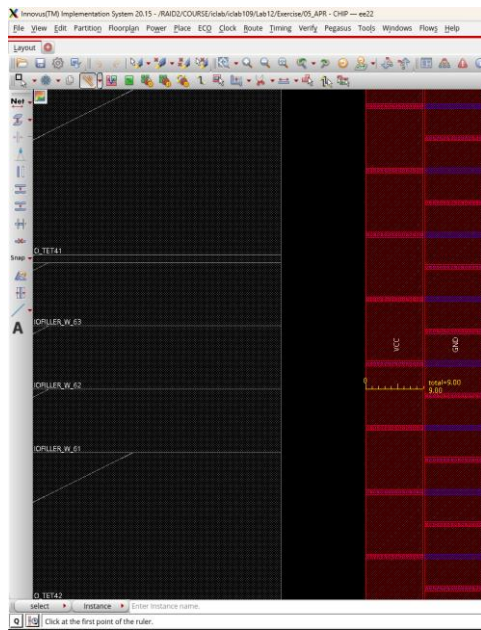 Innovus(TM) Implementation System 20.15 - /RAID2/COURSE/iclab/iclab109/Lab12/Exercise/05_APR - CHIP --- ee22
File View Edit Partition Floorplan Power Place ECO Clock Route Timing Verify Pegasus Tools Windows Flows Help
Layout
Net
Snap
A
O_TET41
IOFILLER_W_63
IOFILLER_W_62
IOFILLER_W_61
O_TET42
VCC
GND
0
total=9.00
9.00
select Instance Enter Instance name.
Q Click at the first point of the ruler.